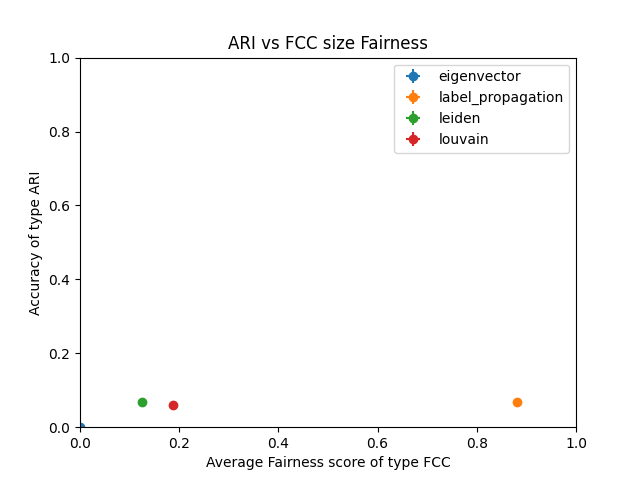 ARI vs FCC size Fairness
1.0
0.8
0.6
0.4
0.2
0.0
Accuracy of type ARI
eigenvector
label_propagation
leiden
louvain
0.0 0.2 0.4 0.6 0.8 1.0
Average Fairness score of type FCC